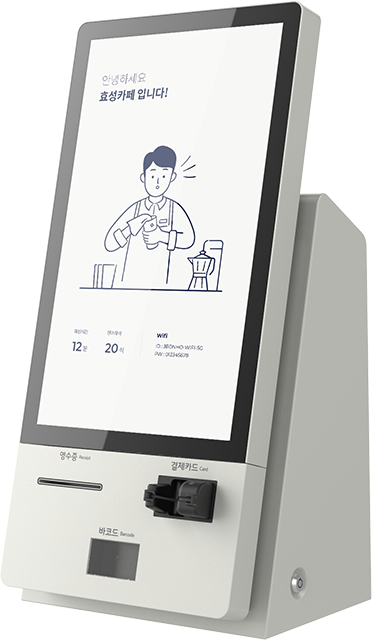 안녕하세요
효성카페 입니다!
12분
20석
wifi
영수증 Receipt
결제카드 Card
바코드 Barcode